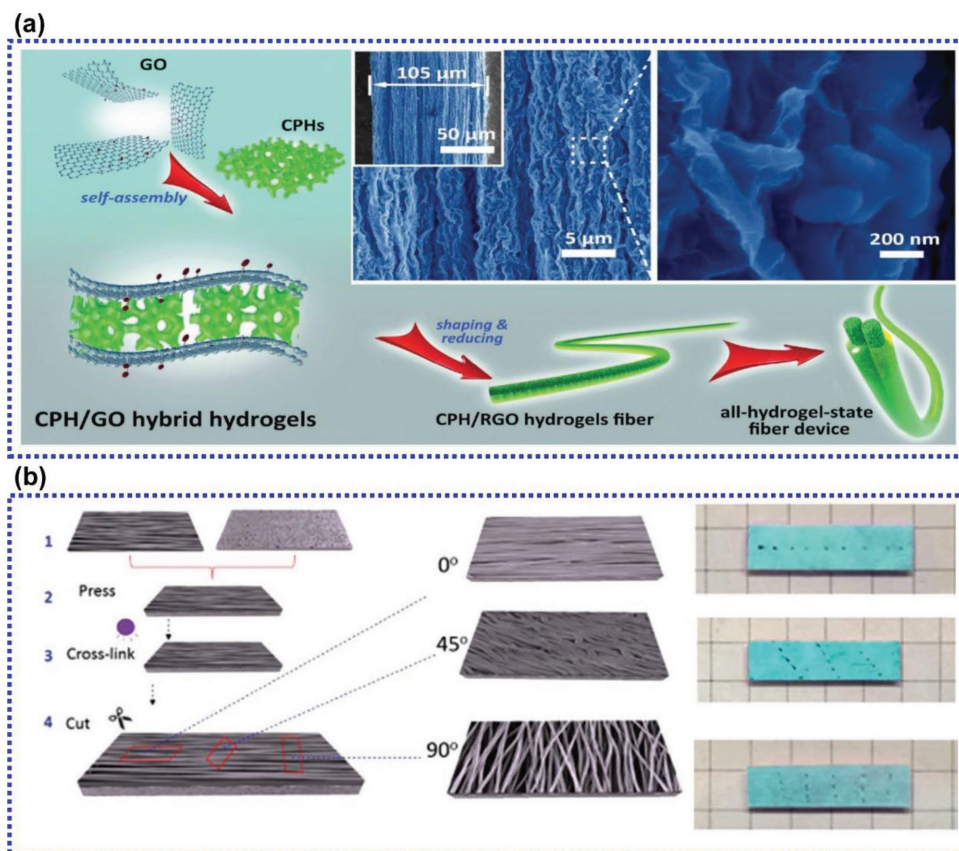 (a)
GO
CPHs
self-assembly
CPH/GO hybrid hydrogels
105 μm
50 μm
5 μm
200 nm
shaping &
reducing
CPH/RGO hydrogels fiber
all-hydrogel-state
fiber device
(b)
1
2 Press
3 Cross-link
4 Cut
0°
45°
90°